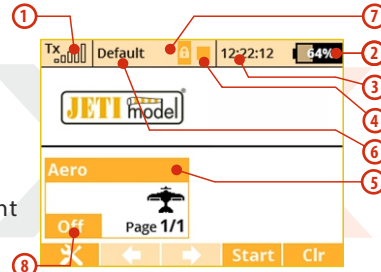 1
7
Tx Default 12:22:12 64%
2
3
4
JETI model
6
Aero
5
nt
Off Page 1/1
Start Clr
8